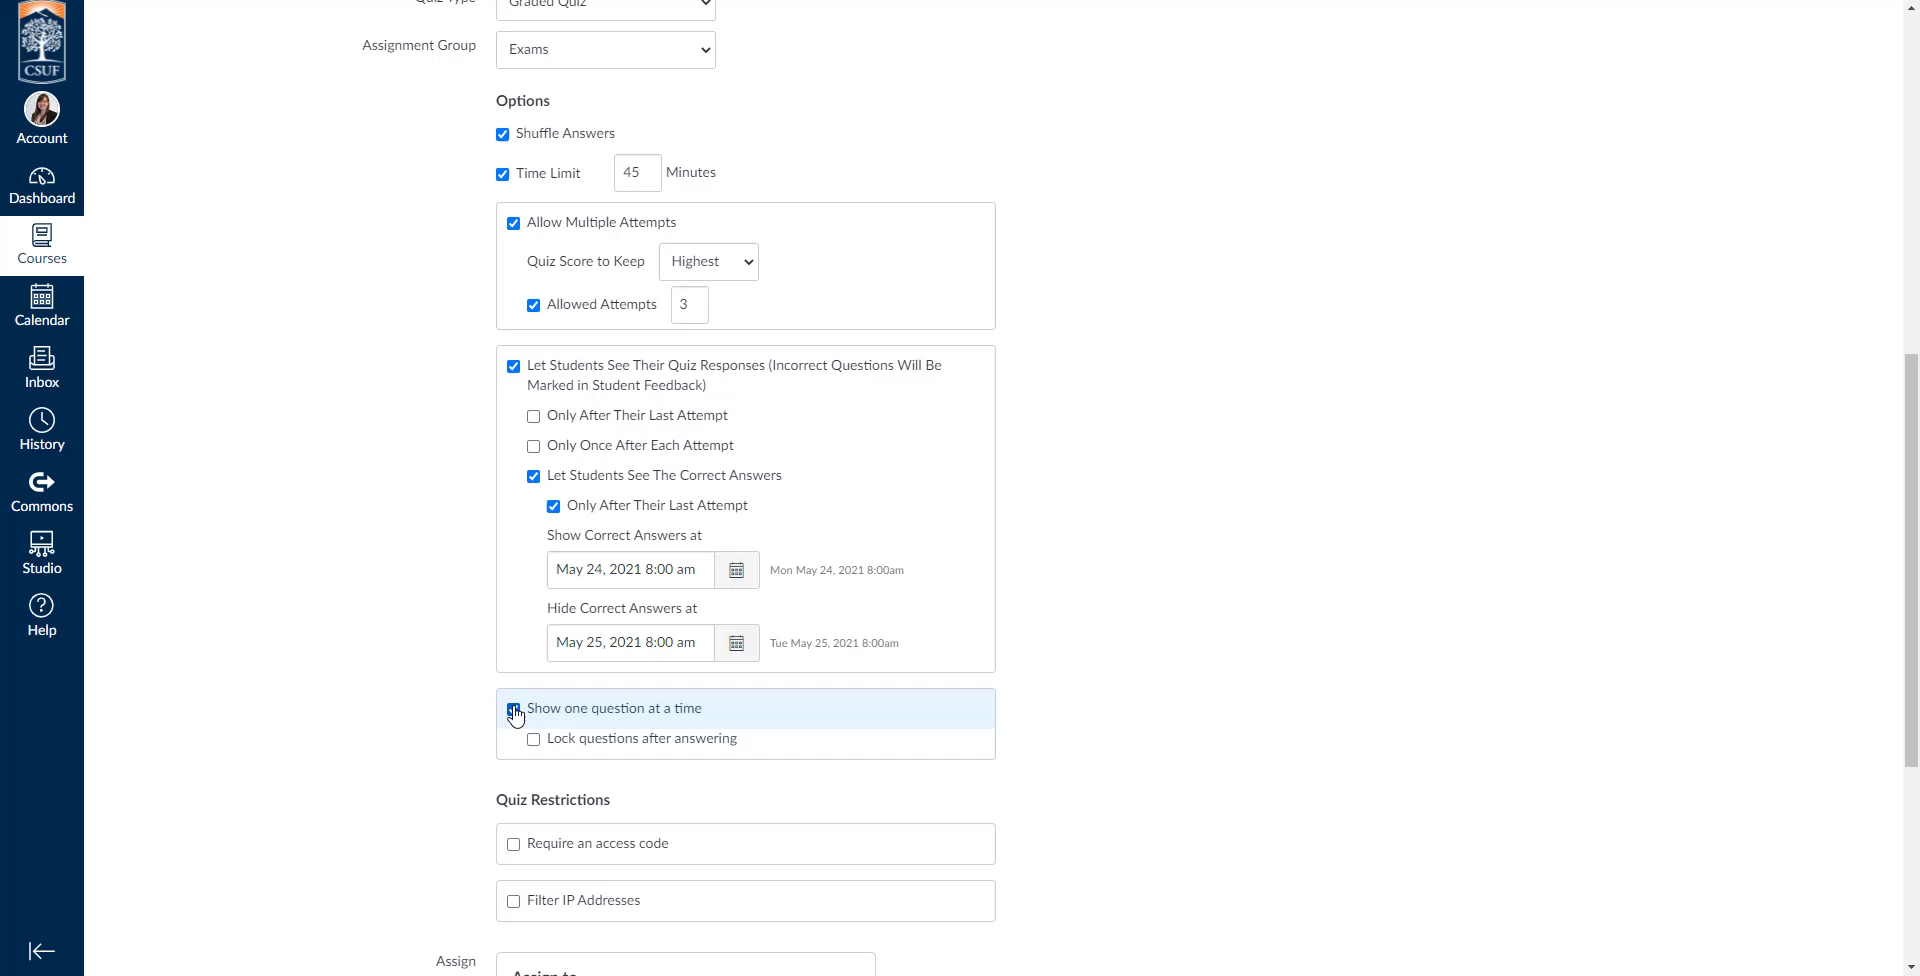 Quiz Type
Graded Quiz
Assignment Group
Exams
CSUF
Account
Dashboard
Courses
Calendar
Inbox
History
Commons
Studio
Help
Options
Shuffle Answers
Time Limit 45 Minutes
Allow Multiple Attempts
Quiz Score to Keep Highest
Allowed Attempts 3
Let Students See Their Quiz Responses (Incorrect Questions Will Be
Marked in Student Feedback)
Only After Their Last Attempt
Only Once After Each Attempt
Let Students See The Correct Answers
Only After Their Last Attempt
Show Correct Answers at
May 24, 2021 8:00 am Mon May 24, 2021 8:00am
Hide Correct Answers at
May 25, 2021 8:00 am Tue May 25, 2021 8:00am
Show one question at a time
Lock questions after answering
Quiz Restrictions
Require an access code
Filter IP Addresses
Assign
Assign to